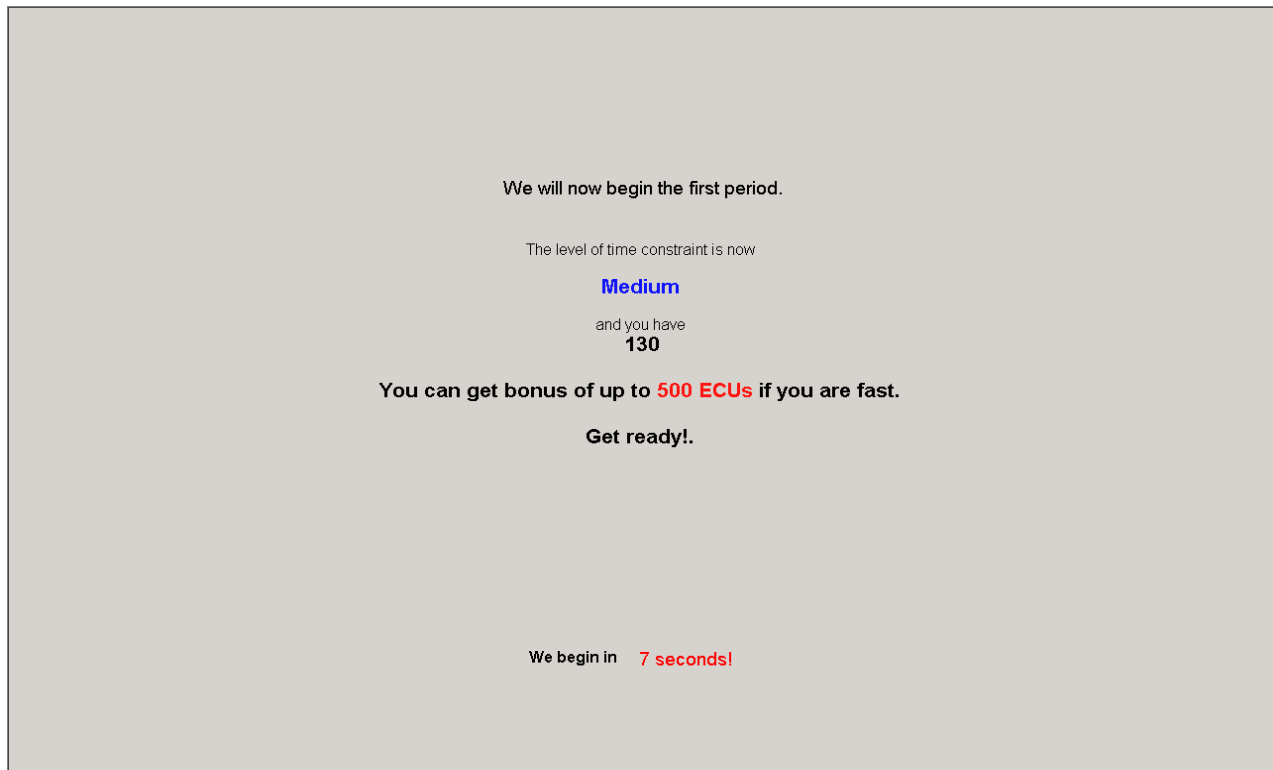 We will now begin the first period.
The level of time constraint is now
Medium
and you have
130
You can get bonus of up to 500 ECUs if you are fast.
Get ready!.
We begin in 7 seconds!